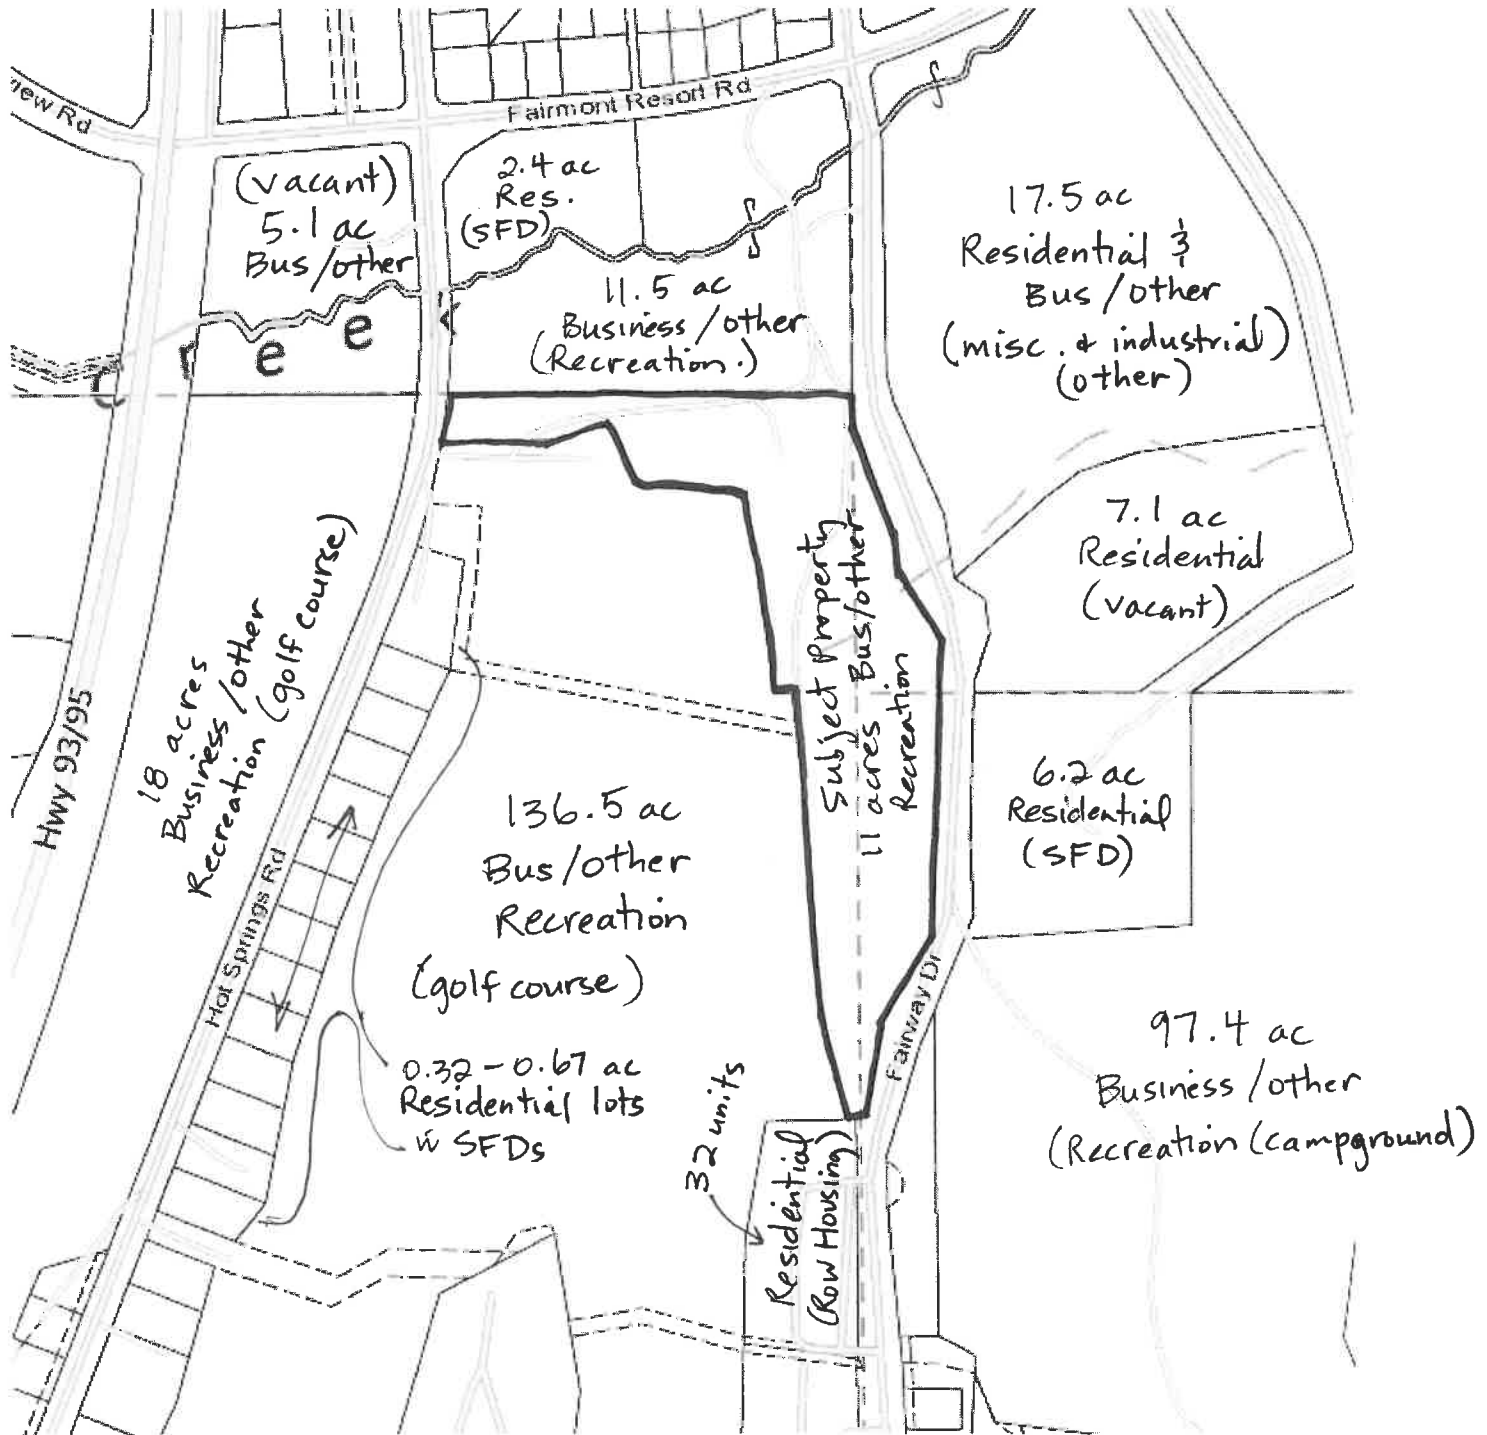 Fairmont Resort Rd
view Rd
(vacant)
5.1 ac
Bus/other
2.4 ac
Res.
(SFD)
11.5 ac
Business/other
(Recreation.)
17.5 ac
Residential &
Bus/other
(misc. & industrial)
(other)
C r e e k
7.1 ac
Residential
(vacant)
Subject Property
11 acres Bus/other
Recreation
18 acres
Business/other
Recreation (golf course)
Hwy 93/95
Hot Springs Rd
136.5 ac
Bus/other
Recreation
(golf course)
6.2 ac
Residential
(SFD)
0.32-0.67 ac
Residential lots
w SFDs
Fairway Dr
97.4 ac
Business/other
(Recreation (campground)
32 units
Residential
(Row Housing)